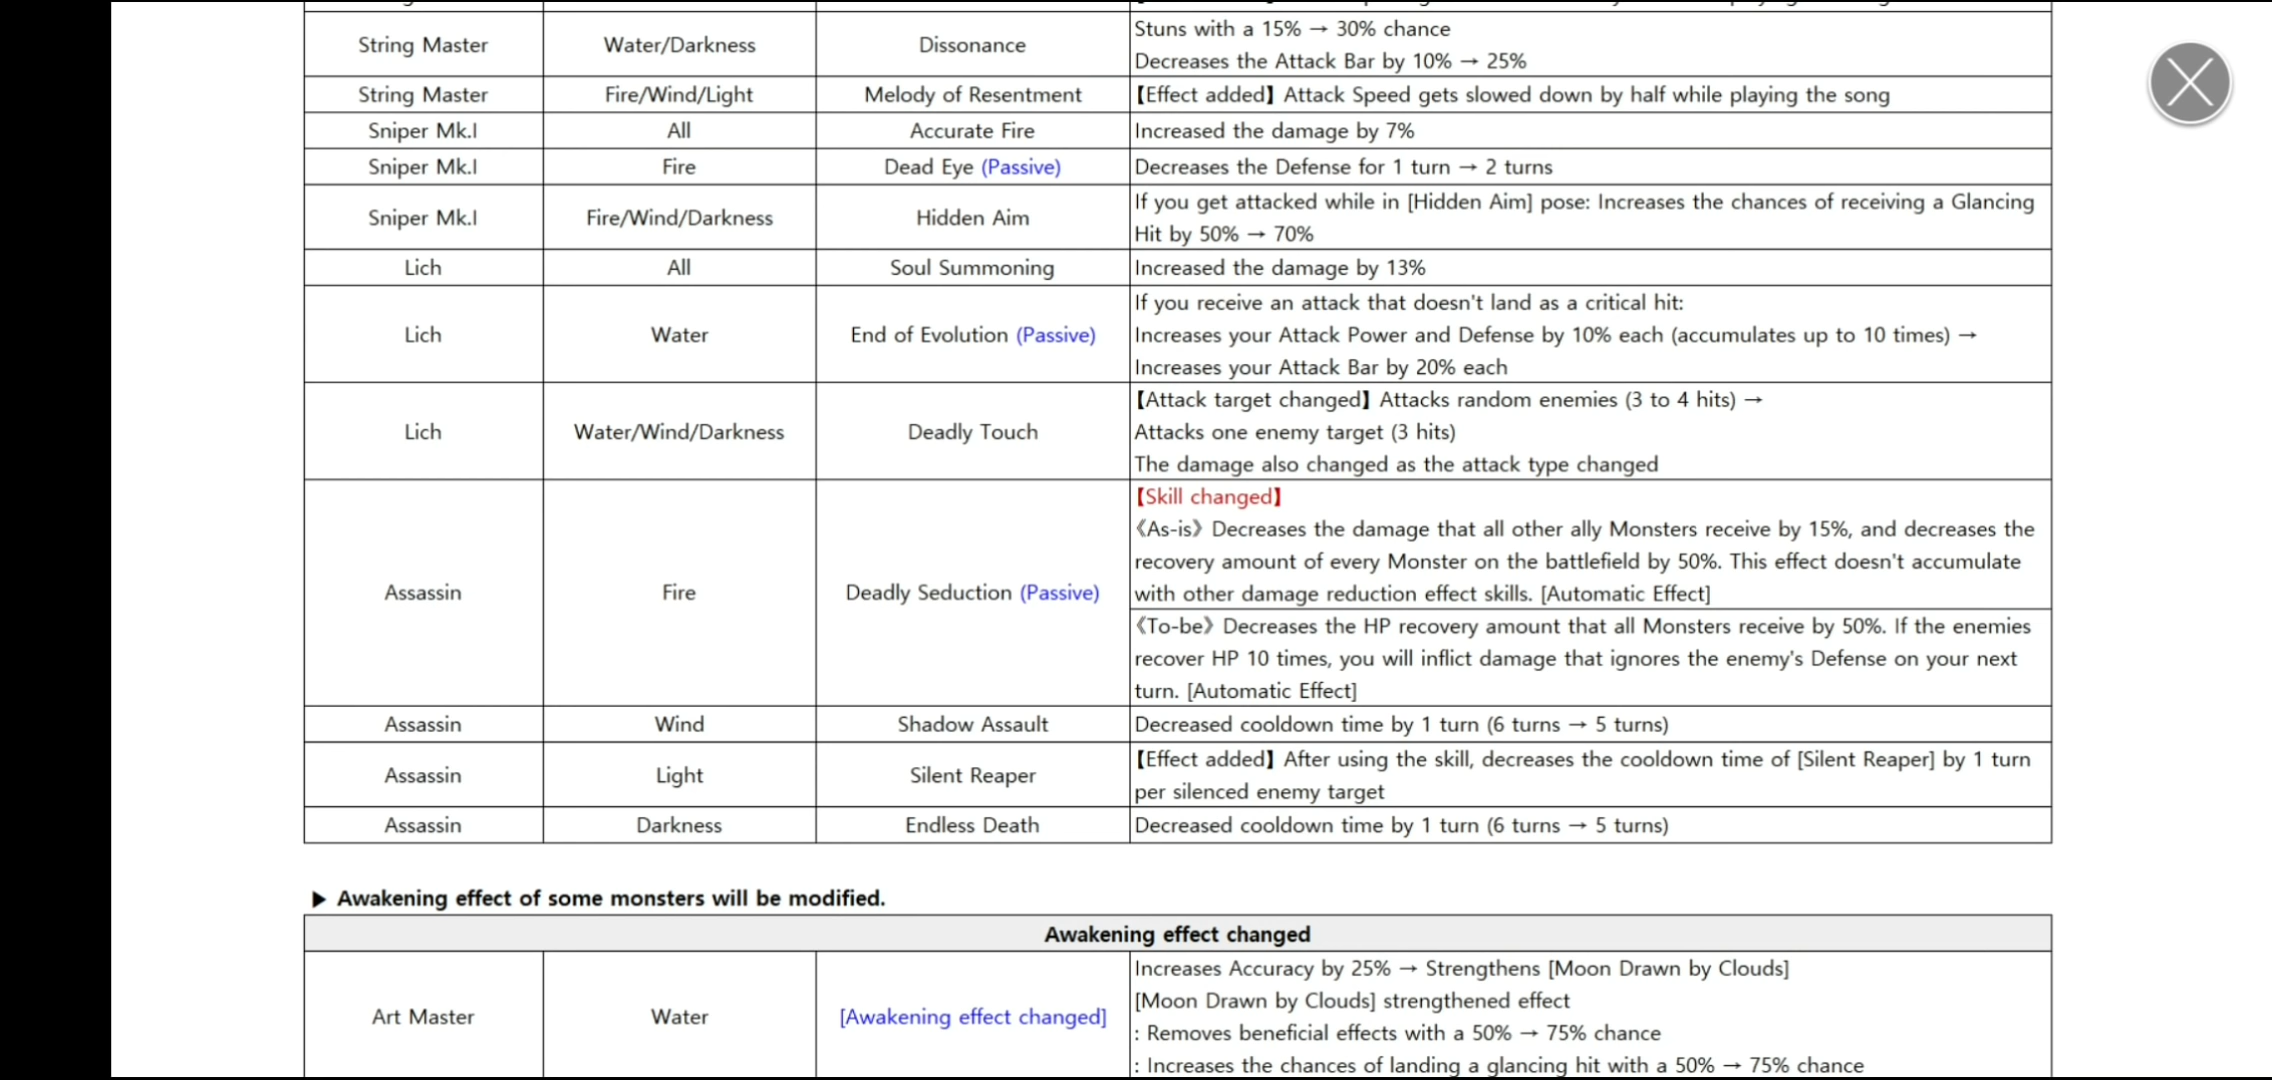 String Master Water/Darkness Dissonance Stuns with a 15% → 30% chance
Decreases the Attack Bar by 10% → 25%
String Master Fire/Wind/Light Melody of Resentment 【Effect added】 Attack Speed gets slowed down by half while playing the song
Sniper Mk.I All Accurate Fire Increased the damage by 7%
Sniper Mk.I Fire Dead Eye (Passive) Decreases the Defense for 1 turn → 2 turns
Sniper Mk.I Fire/Wind/Darkness Hidden Aim If you get attacked while in [Hidden Aim] pose: Increases the chances of receiving a Glancing
Hit by 50% → 70%
Lich All Soul Summoning Increased the damage by 13%
Lich Water End of Evolution (Passive) If you receive an attack that doesn't land as a critical hit:
Increases your Attack Power and Defense by 10% each (accumulates up to 10 times) →
Increases your Attack Bar by 20% each
Lich Water/Wind/Darkness Deadly Touch 【Attack target changed】 Attacks random enemies (3 to 4 hits) →
Attacks one enemy target (3 hits)
The damage also changed as the attack type changed
Assassin Fire Deadly Seduction (Passive) 【Skill changed】
《As-is》 Decreases the damage that all other ally Monsters receive by 15%, and decreases the
recovery amount of every Monster on the battlefield by 50%. This effect doesn't accumulate
with other damage reduction effect skills. [Automatic Effect]
《To-be》 Decreases the HP recovery amount that all Monsters receive by 50%. If the enemies
recover HP 10 times, you will inflict damage that ignores the enemy's Defense on your next
turn. [Automatic Effect]
Assassin Wind Shadow Assault Decreased cooldown time by 1 turn (6 turns → 5 turns)
Assassin Light Silent Reaper 【Effect added】 After using the skill, decreases the cooldown time of [Silent Reaper] by 1 turn
per silenced enemy target
Assassin Darkness Endless Death Decreased cooldown time by 1 turn (6 turns → 5 turns)
▶ Awakening effect of some monsters will be modified.
Awakening effect changed
Art Master Water [Awakening effect changed] Increases Accuracy by 25% → Strengthens [Moon Drawn by Clouds]
[Moon Drawn by Clouds] strengthened effect
: Removes beneficial effects with a 50% → 75% chance
: Increases the chances of landing a glancing hit with a 50% → 75% chance